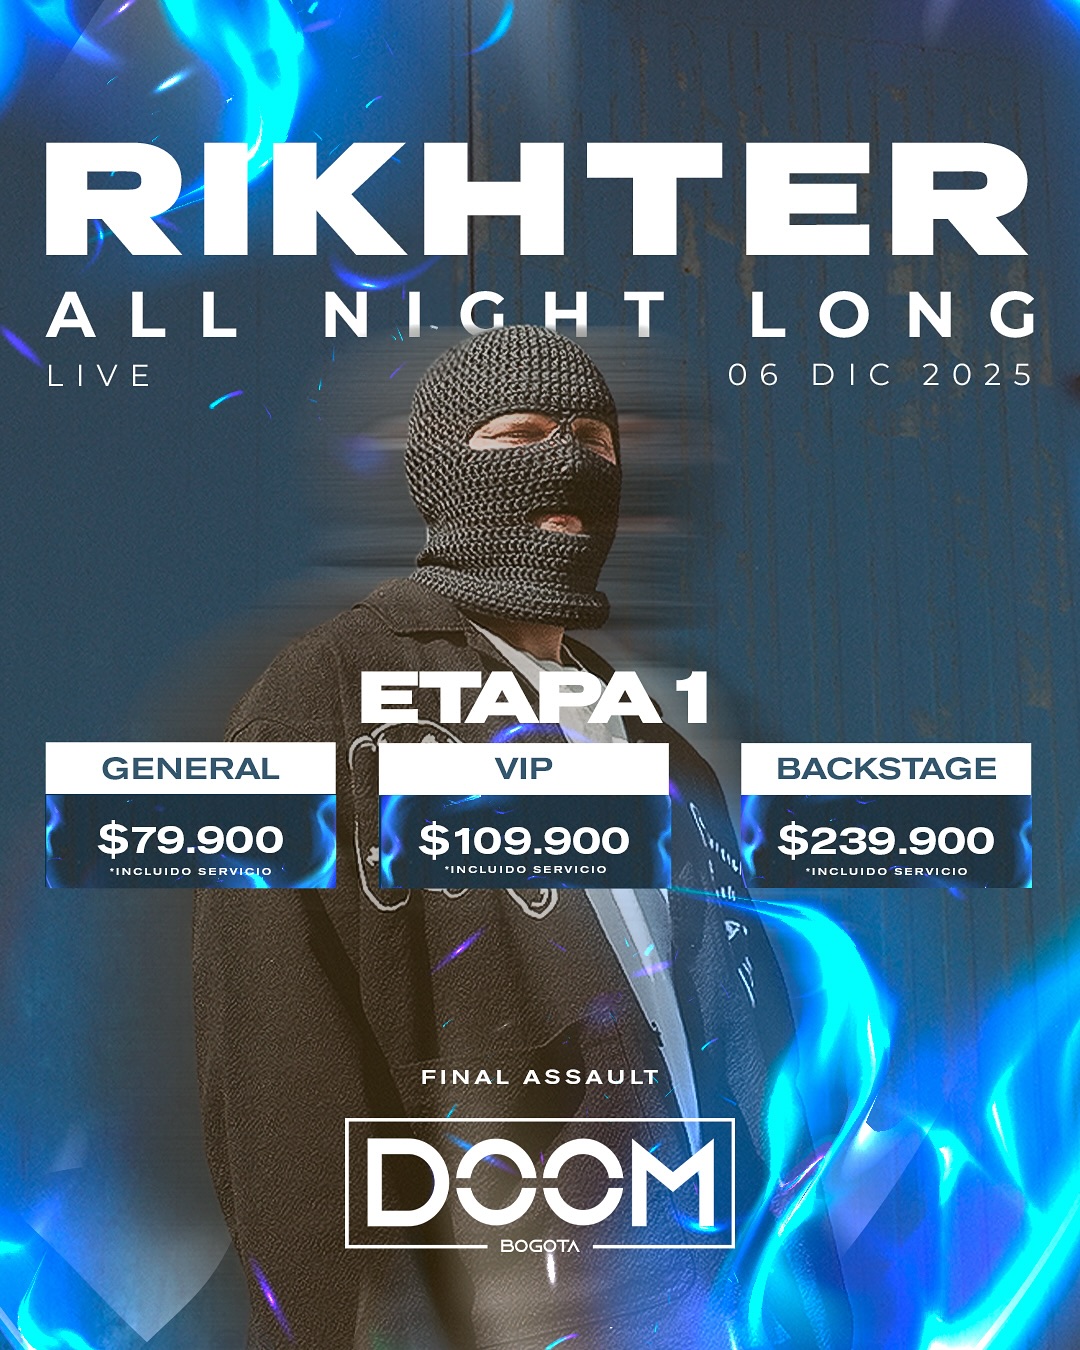 RIKHTER
ALL NIGHT LONG
LIVE
06 DIC 2025
ETAPA 1
GENERAL
$79.900
*INCLUIDO SERVICIO
VIP
$109.900
*INCLUIDO SERVICIO
BACKSTAGE
$239.900
*INCLUIDO SERVICIO
FINAL ASSAULT
DOOM
BOGOTA